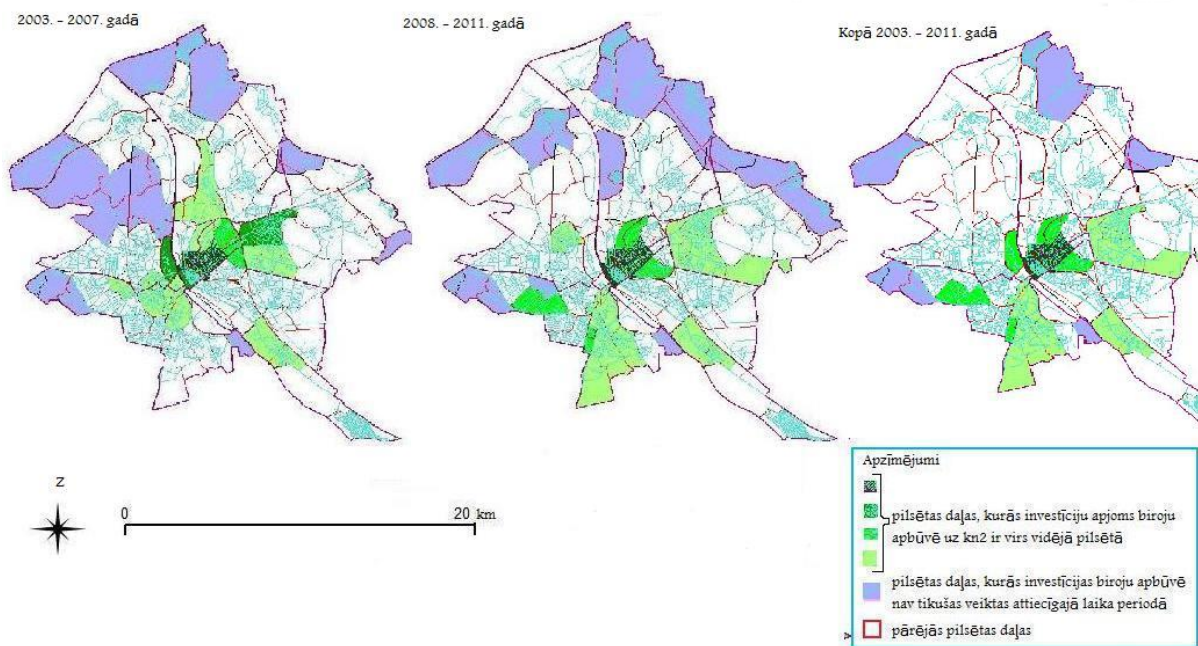 2003. - 2007. gadā
2008. - 2011. gadā
Kopā 2003. - 2011. gadā
Z
0
20 km
Apzīmējumi
pilsētas daļas, kurās investīciju apjoms biroju
apbūvē uz kn2 ir virs vidējā pilsētā
pilsētas daļas, kurās investīcijas biroju apbūvē
nav tikušas veiktas attiecīgajā laika periodā
pārējās pilsētas daļas